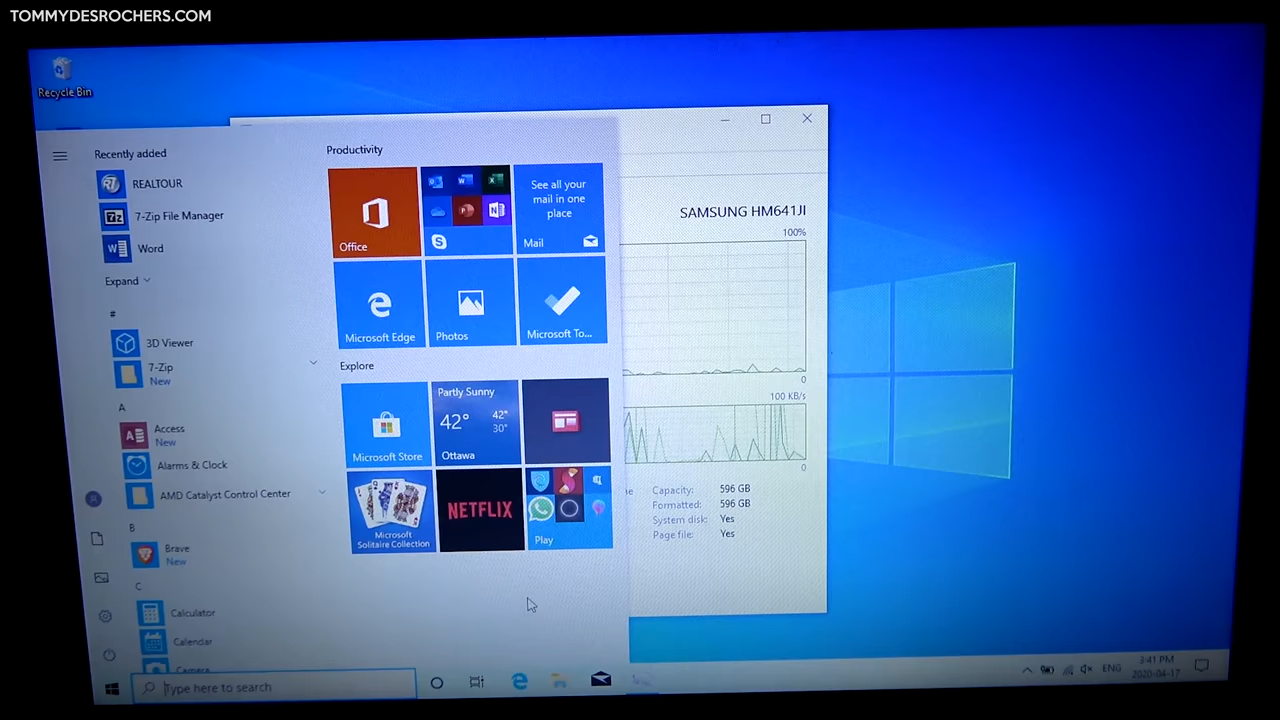 TOMMYDESROCHERS.COM
Recycle Bin
Recently added
REALTOUR
7-Zip File Manager
Word
Expand
#
3D Viewer
7-Zip
New
A
Access
New
Alarms & Clock
AMD Catalyst Control Center
B
Brave
New
C
Calculator
Calendar
Camera
Productivity
Office
See all your
mail in one
place
Mail
Microsoft Edge
Photos
Microsoft To...
Explore
Microsoft Store
Partly Sunny
42°
42°
30°
Ottawa
Microsoft
Solitaire Collection
NETFLIX
Play
SAMSUNG HM641JI
100%
0
100 KB/s
0
Capacity: 596 GB
Formatted: 596 GB
System disk: Yes
Page file: Yes
Type here to search
ENG
3:41 PM
2020-04-17